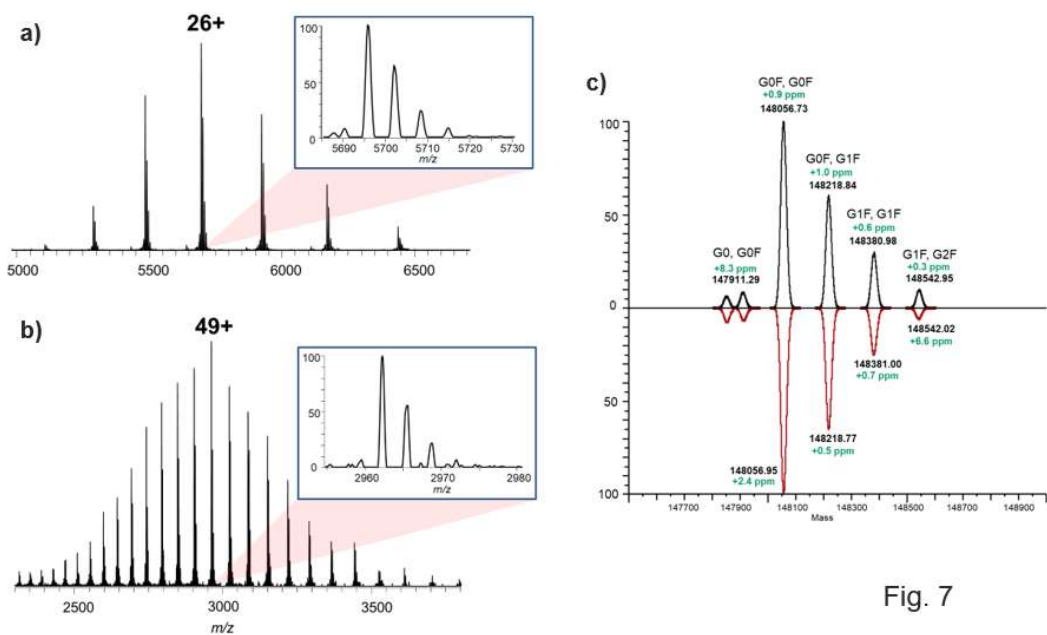 a)
26+
100
50
0
5690
5700
5710
5720
5730
m/z
5000
5500
6000
6500
b)
49+
100
50
0
2960
2970
2980
m/z
2500
3000
3500
m/z
c)
G0F, G0F
+0.9 ppm
148056.73
G0F, G1F
+1.0 ppm
148218.84
G1F, G1F
+0.6 ppm
148380.98
G1F, G2F
+0.3 ppm
148542.95
G0, G0F
+8.3 ppm
147911.29
100
50
0
50
100
148542.02
+6.6 ppm
148381.00
+0.7 ppm
148218.77
+0.5 ppm
148056.95
+2.4 ppm
147700
147900
148100
148300
148500
148700
148900
Mass
Fig. 7